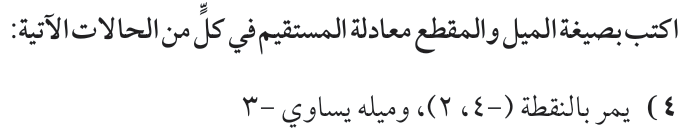 اكتب بصيغة الميل والمقطع معادلة المستقيم في كلٍّ من الحالات الآتية:
٤) يمر بالنقطة (-٤، ٢)، وميله يساوي -٣